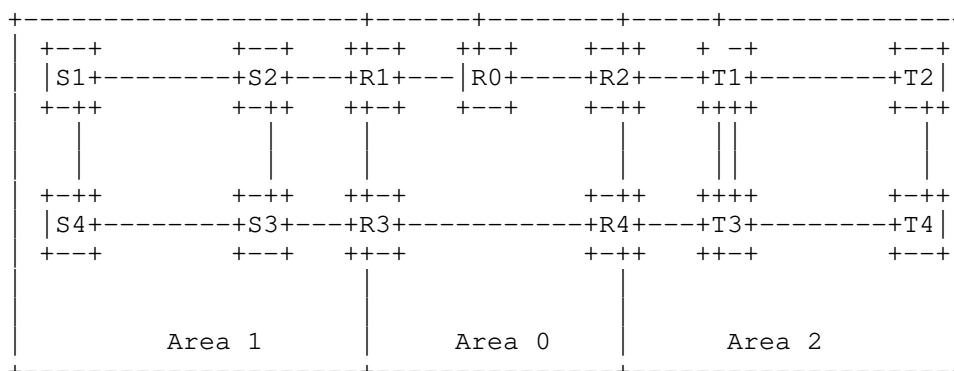 S1 S2 R1 R0 R2 T1 T2
S4 S3 R3 R4 T3 T4
Area 1 Area 0 Area 2